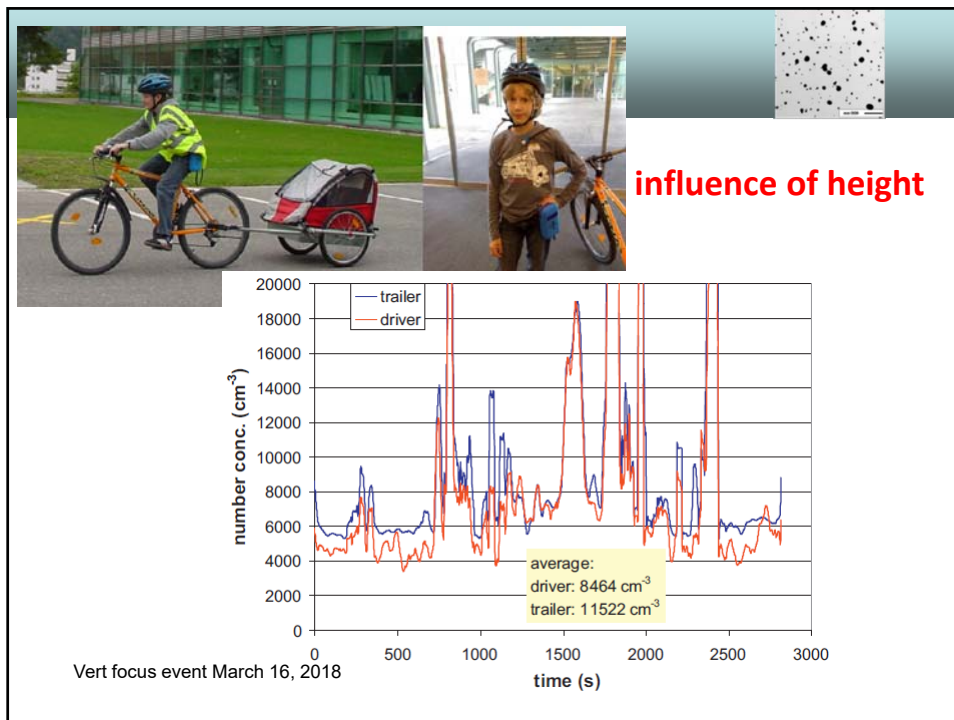 influence of height
20000
18000
16000
14000
12000
10000
8000
6000
4000
2000
0
number conc. (cm⁻³)
trailer
driver
average:
driver: 8464 cm⁻³
trailer: 11522 cm⁻³
0 500 1000 1500 2000 2500 3000
time (s)
Vert focus event March 16, 2018